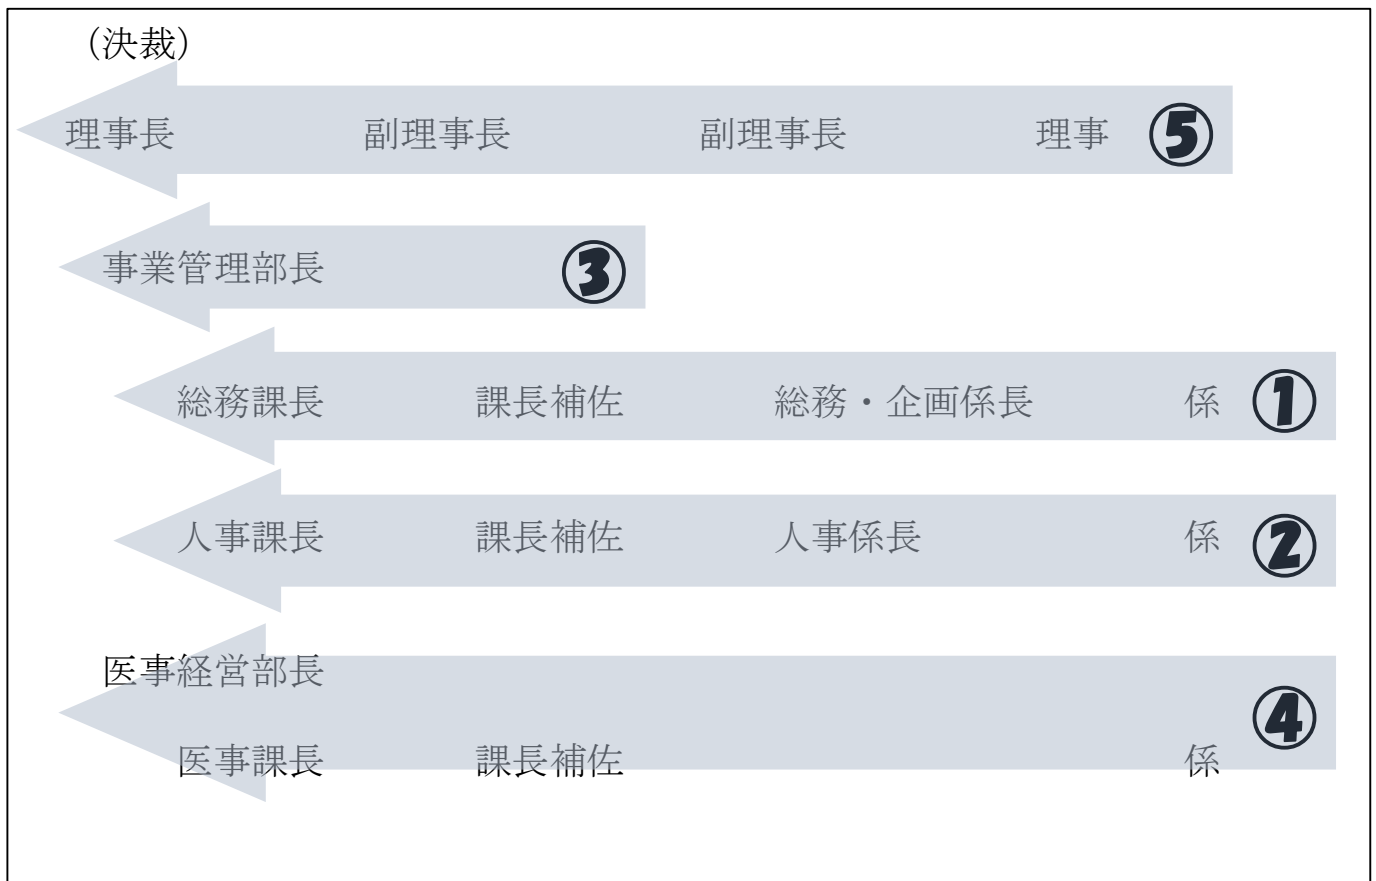 （決裁）
理事長　副理事長　副理事長　理事　⑤
事業管理部長　③
総務課長　課長補佐　総務・企画係長　係　①
人事課長　課長補佐　人事係長　係　②
医事経営部長　④
医事課長　課長補佐　係